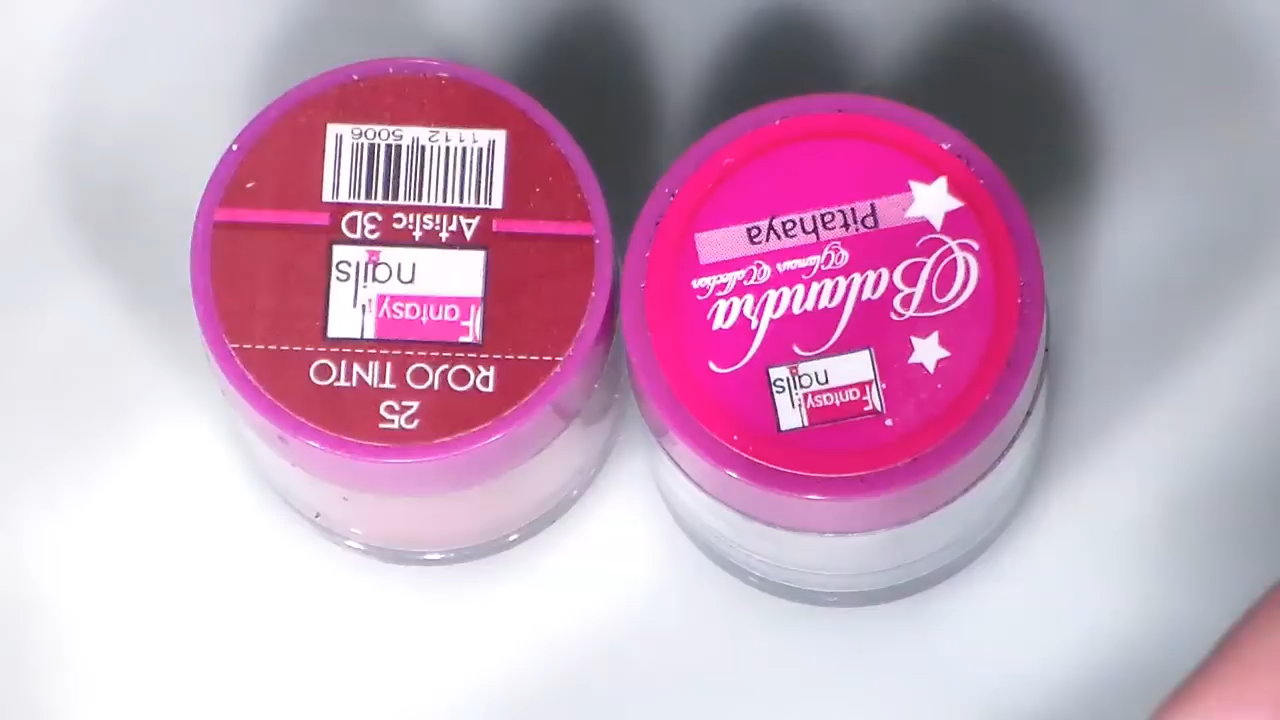 25
ROJO TINTO
Fantasy
nails
Artistic 3D
1112 5006
Fantasy
nails
Balandra
Glamour Collection
Pitahaya